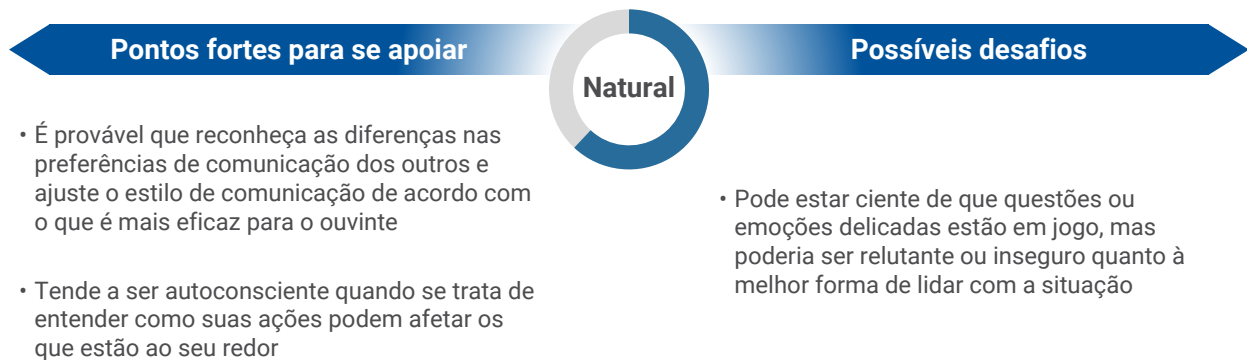 Pontos fortes para se apoiar
Natural
Possíveis desafios
• É provável que reconheça as diferenças nas
preferências de comunicação dos outros e
ajuste o estilo de comunicação de acordo com
o que é mais eficaz para o ouvinte
• Tende a ser autoconsciente quando se trata de
entender como suas ações podem afetar os
que estão ao seu redor
• Pode estar ciente de que questões ou
emoções delicadas estão em jogo, mas
poderia ser relutante ou inseguro quanto à
melhor forma de lidar com a situação